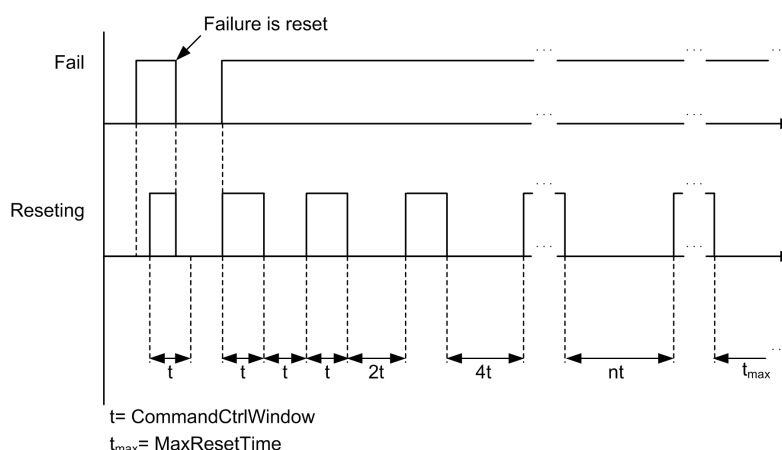 Failure is reset
Fail
. . .
. . .
. . .
. . .
. . .
Reseting
. . .
. . .
. . .
. . .
. . .
t
t
t
t
2t
4t
nt
tmax
t= CommandCtrlWindow
tmax= MaxResetTime